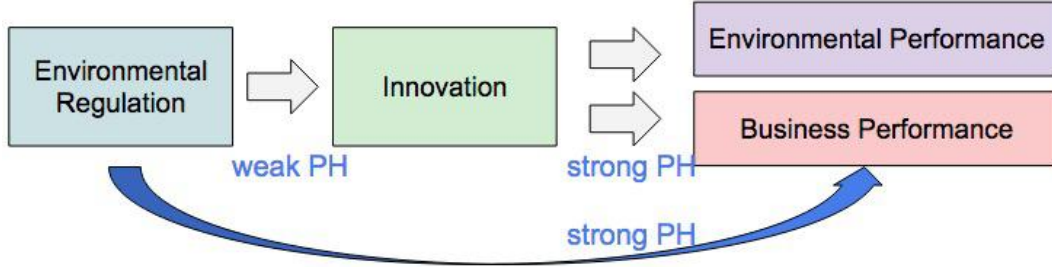 Environmental
Regulation
Innovation
Environmental Performance
Business Performance
weak PH
strong PH
strong PH